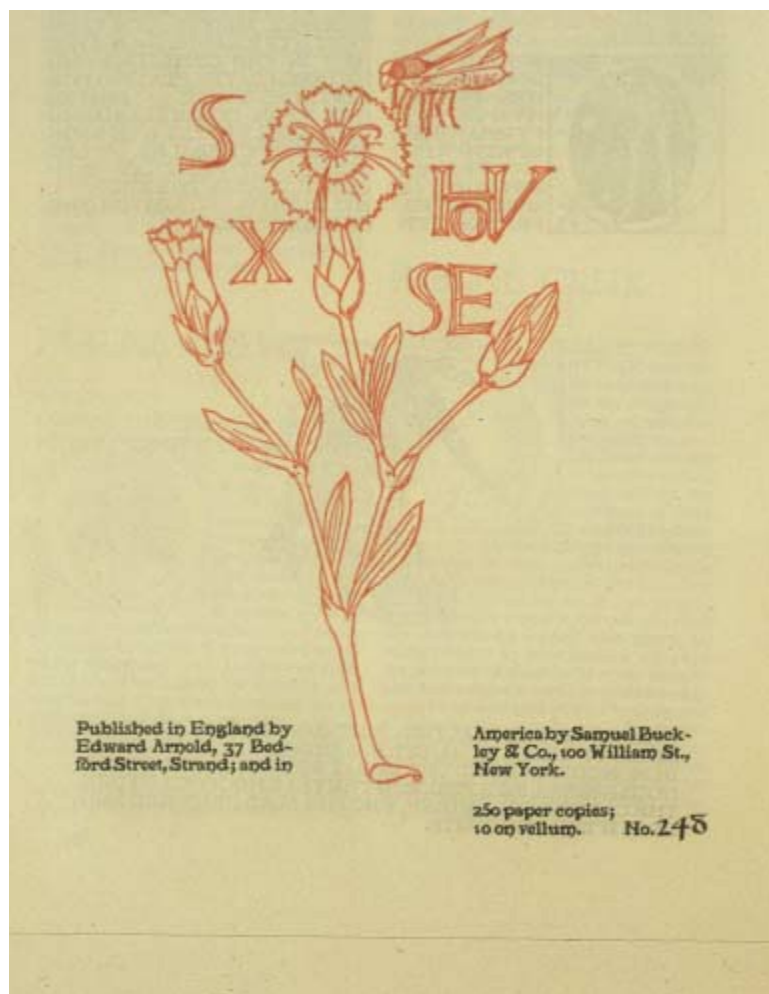 S
X
HOV
SE
Published in England by
Edward Arnold, 37 Bed-
ford Street, Strand; and in
America by Samuel Buck-
ley & Co., 100 William St.,
New York.
250 paper copies;
10 on vellum. No. 248